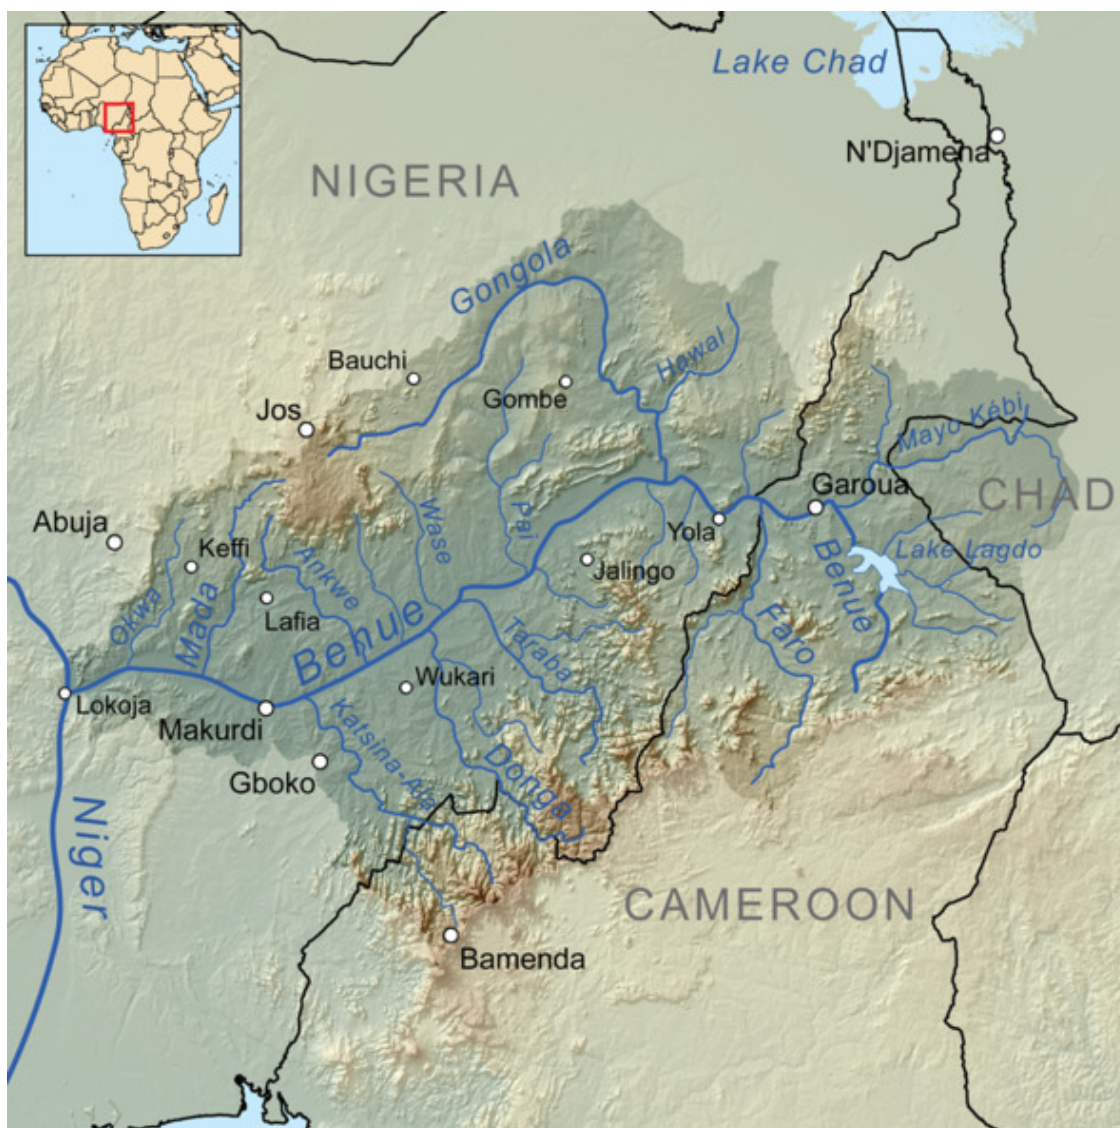 Lake Chad
N'Djamena
NIGERIA
Gongola
Bauchi
Gombe
Hawal
Jos
Mayo Kébi
Garoua
CHAD
Abuja
Wase
Pai
Yola
Keffi
Ankwe
Jalingo
Lake Lagdo
Okwa
Mada
Lafia
Benue
Benue
Faro
Taraba
Wukari
Lokoja
Makurdi
Katsina-Ala
Gboko
Donga
Niger
CAMEROON
Bamenda